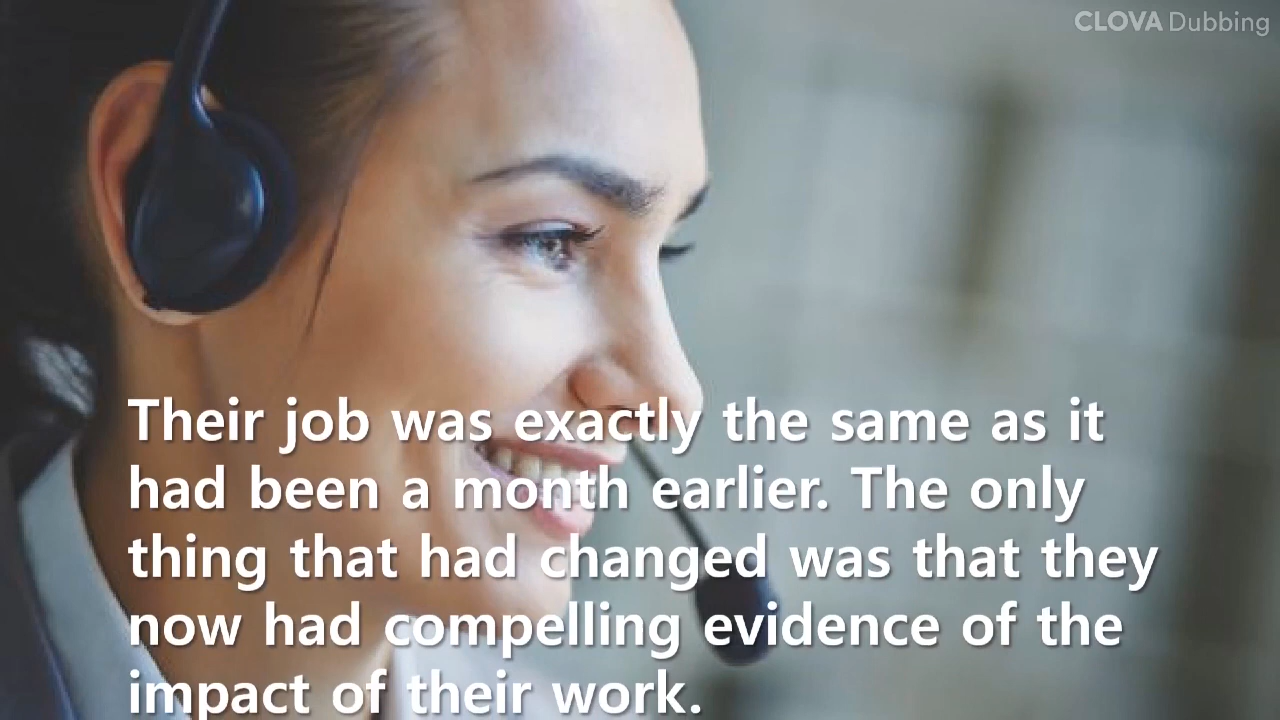 CLOVA Dubbing
Their job was exactly the same as it
had been a month earlier. The only
thing that had changed was that they
now had compelling evidence of the
impact of their work.